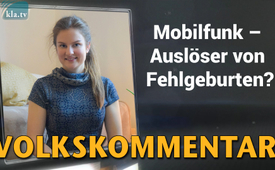 kla.tv
Mobilfunk –
Auslöser von
Fehlgeburten?
VOLKSKOMMENTAR